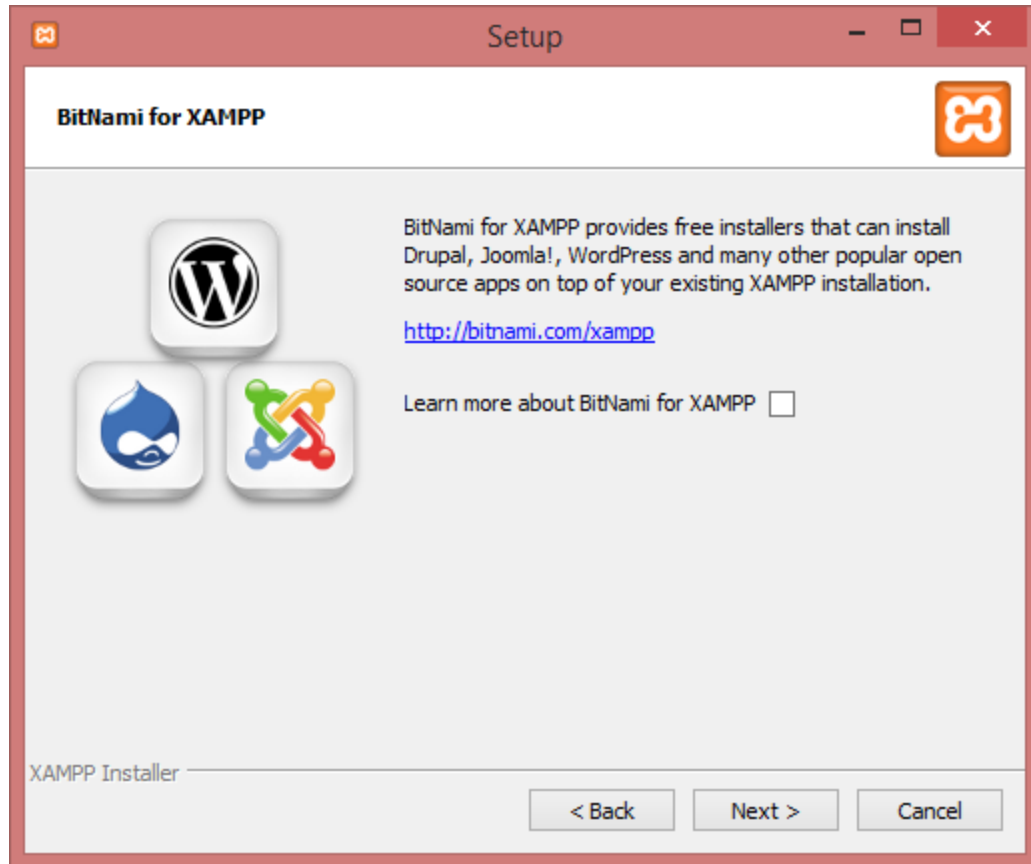 Setup
BitNami for XAMPP
BitNami for XAMPP provides free installers that can install
Drupal, Joomla!, WordPress and many other popular open
source apps on top of your existing XAMPP installation.
http://bitnami.com/xampp
Learn more about BitNami for XAMPP
XAMPP Installer
< Back Next > Cancel